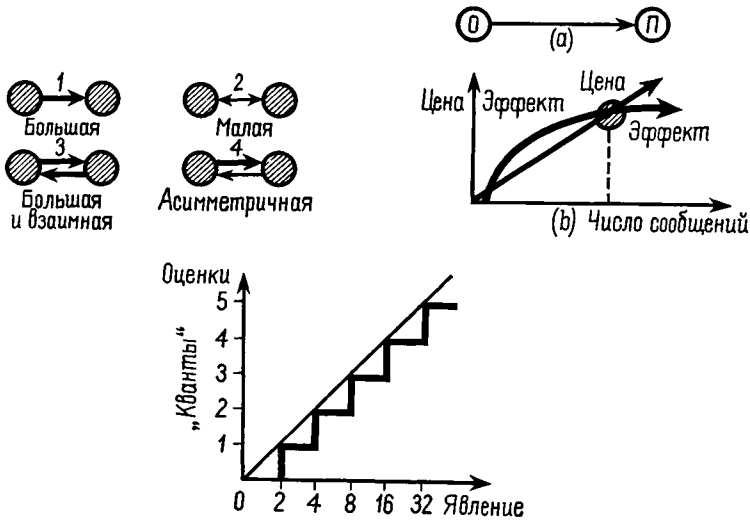 О П
(a)
1 2
Большая Малая
3 4
Большая
и взаимная
Асимметричная
Цена Эффект Цена
Эффект
(b) Число сообщений
Оценки
„Кванты“
5
4
3
2
1
0 2 4 8 16 32 Явление